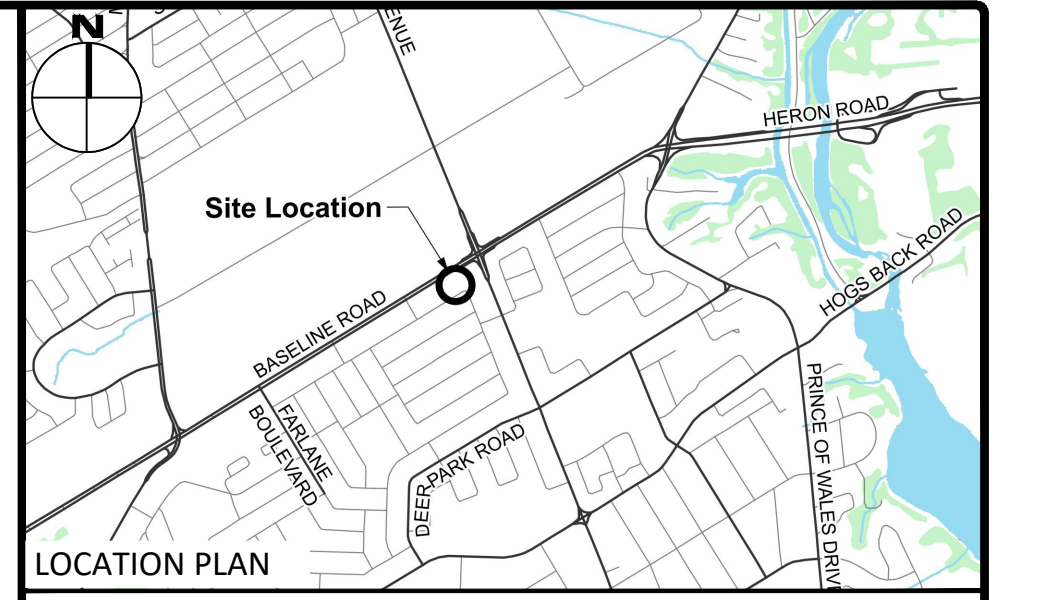 N
ENUE
HERON ROAD
Site Location
HOGS BACK ROAD
BASELINE ROAD
FARLANE
BOULEVARD
PRINCE OF WALES DRIV
DEER PARK ROAD
LOCATION PLAN